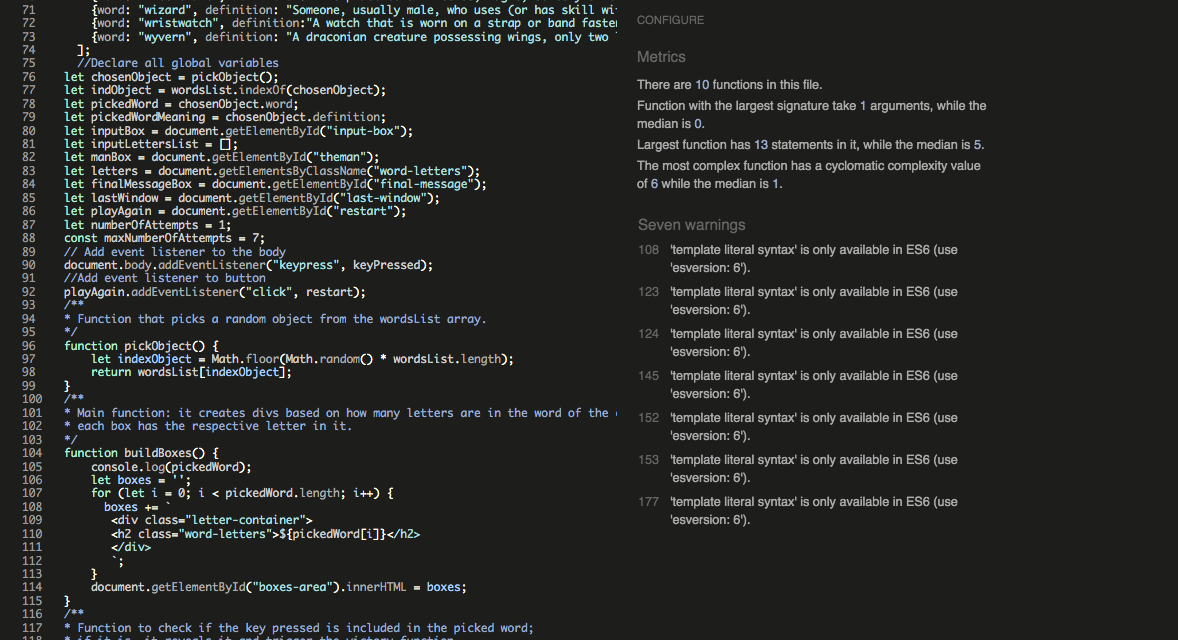 71 {word: "wizard", definition: "Someone, usually male, who uses (or has skill wi
72 {word: "wristwatch", definition:"A watch that is worn on a strap or band faste
73 {word: "wyvern", definition: "A draconian creature possessing wings, only two
74 ];
75 //Declare all global variables
76 let chosenObject = pickObject();
77 let indObject = wordsList.indexOf(chosenObject);
78 let pickedWord = chosenObject.word;
79 let pickedWordMeaning = chosenObject.definition;
80 let inputBox = document.getElementById("input-box");
81 let inputLettersList = [];
82 let manBox = document.getElementById("theman");
83 let letters = document.getElementsByClassName("word-letters");
84 let finalMessageBox = document.getElementById("final-message");
85 let lastWindow = document.getElementById("last-window");
86 let playAgain = document.getElementById("restart");
87 let numberOfAttempts = 1;
88 const maxNumberOfAttempts = 7;
89 // Add event listener to the body
90 document.body.addEventListener("keypress", keyPressed);
91 //Add event listener to button
92 playAgain.addEventListener("click", restart);
93 /**
94 * Function that picks a random object from the wordsList array.
95 */
96 function pickObject() {
97 let indexObject = Math.floor(Math.random() * wordsList.length);
98 return wordsList[indexObject];
99 }
100 /**
101 * Main function: it creates divs based on how many letters are in the word of the
102 * each box has the respective letter in it.
103 */
104 function buildBoxes() {
105 console.log(pickedWord);
106 let boxes = '';
107 for (let i = 0; i < pickedWord.length; i++) {
108 boxes += `
109 <div class="letter-container">
110 <h2 class="word-letters">${pickedWord[i]}</h2>
111 </div>
112 `;
113 }
114 document.getElementById("boxes-area").innerHTML = boxes;
115 }
116 /**
117 * Function to check if the key pressed is included in the picked word;
118 * if it is, it reveals it and trigger the victory function
CONFIGURE
Metrics
There are 10 functions in this file.
Function with the largest signature take 1 arguments, while the
median is 0.
Largest function has 13 statements in it, while the median is 5.
The most complex function has a cyclomatic complexity value
of 6 while the median is 1.
Seven warnings
108 'template literal syntax' is only available in ES6 (use
'esversion: 6').
123 'template literal syntax' is only available in ES6 (use
'esversion: 6').
124 'template literal syntax' is only available in ES6 (use
'esversion: 6').
145 'template literal syntax' is only available in ES6 (use
'esversion: 6').
152 'template literal syntax' is only available in ES6 (use
'esversion: 6').
153 'template literal syntax' is only available in ES6 (use
'esversion: 6').
177 'template literal syntax' is only available in ES6 (use
'esversion: 6').